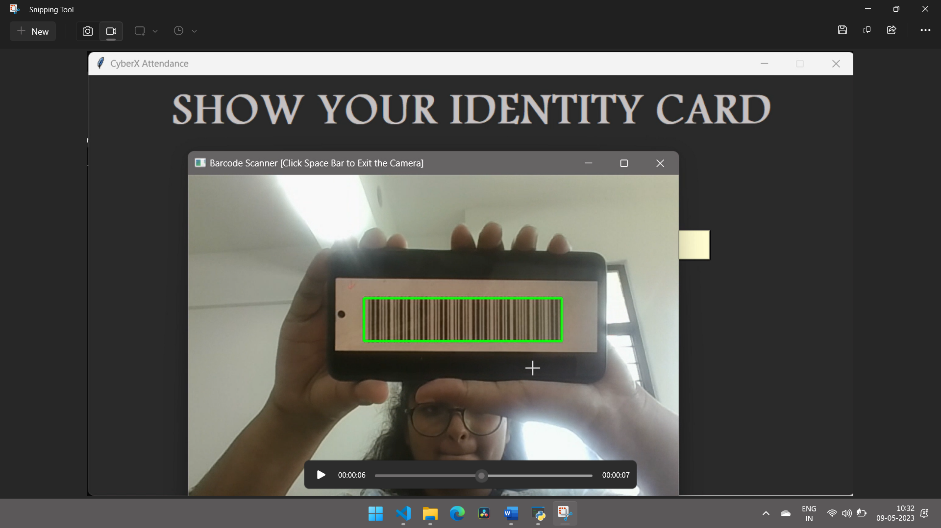 Snipping Tool
New
CyberX Attendance
SHOW YOUR IDENTITY CARD
Barcode Scanner [Click Space Bar to Exit the Camera]
00:00:06
00:00:07
ENG
IN
10:32
09-05-2023